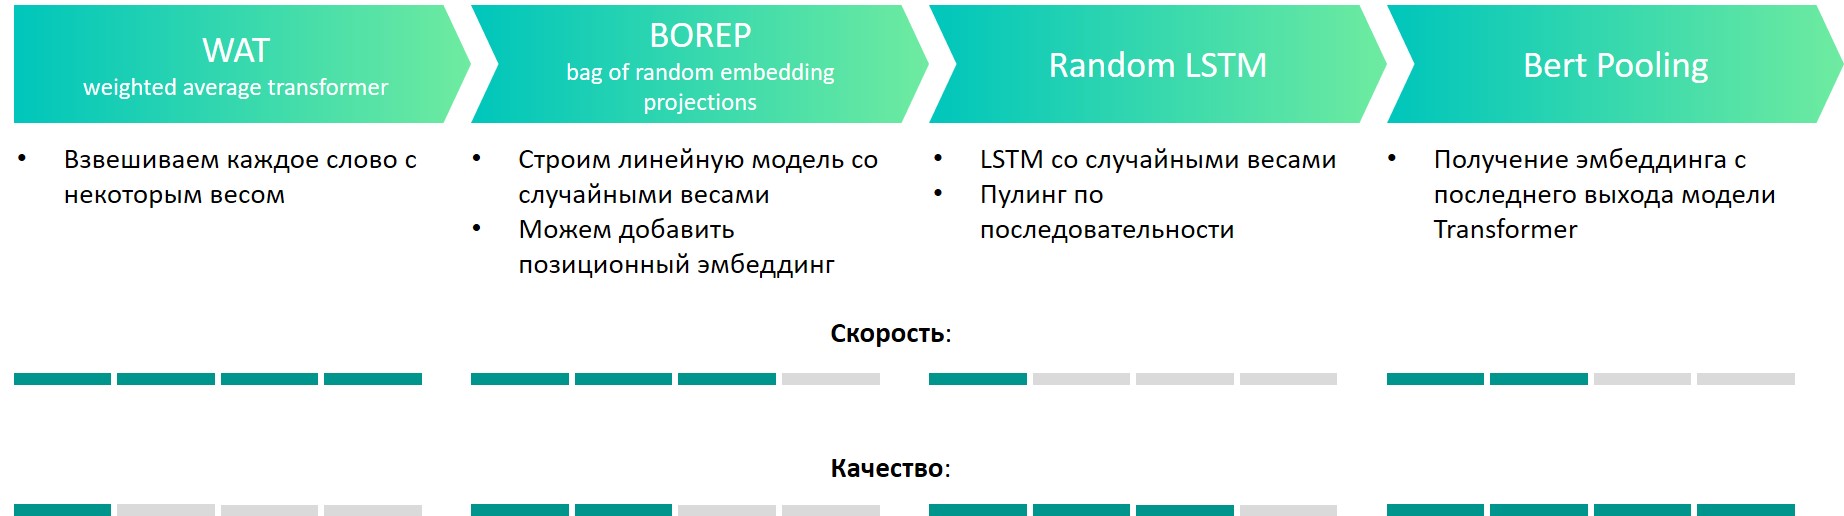 WAT
weighted average transformer
BOREP
bag of random embedding
projections
Random LSTM
Bert Pooling
• Взвешиваем каждое слово с
некоторым весом
• Строим линейную модель со
случайными весами
• Можем добавить
позиционный эмбеддинг
• LSTM со случайными весами
• Пулинг по
последовательности
• Получение эмбеддинга с
последнего выхода модели
Transformer
Скорость:
Качество: